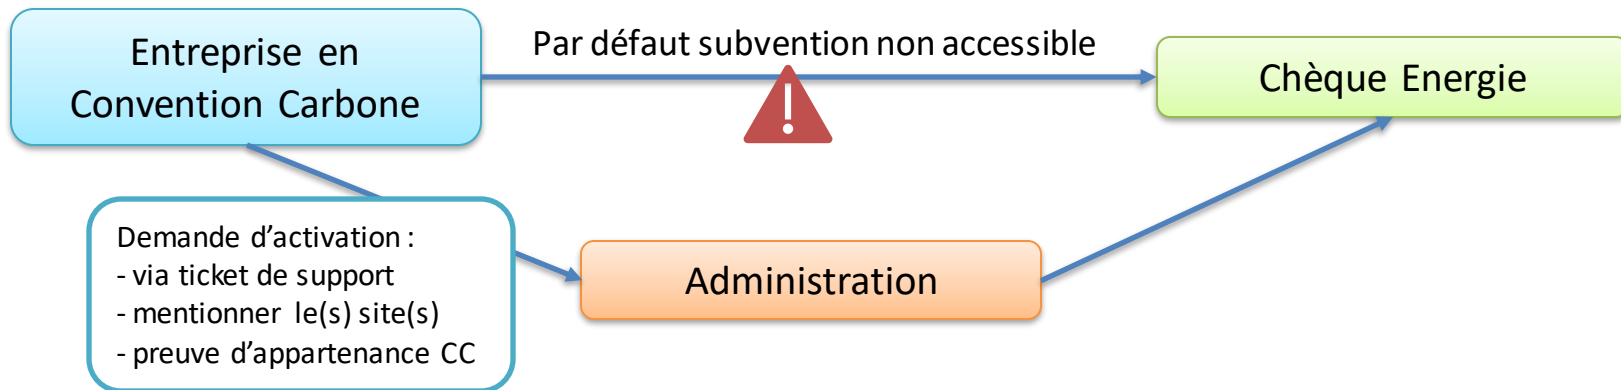 Entreprise en
Convention Carbone
Par défaut subvention non accessible
Chèque Energie
Demande d’activation :
- via ticket de support
- mentionner le(s) site(s)
- preuve d’appartenance CC
Administration